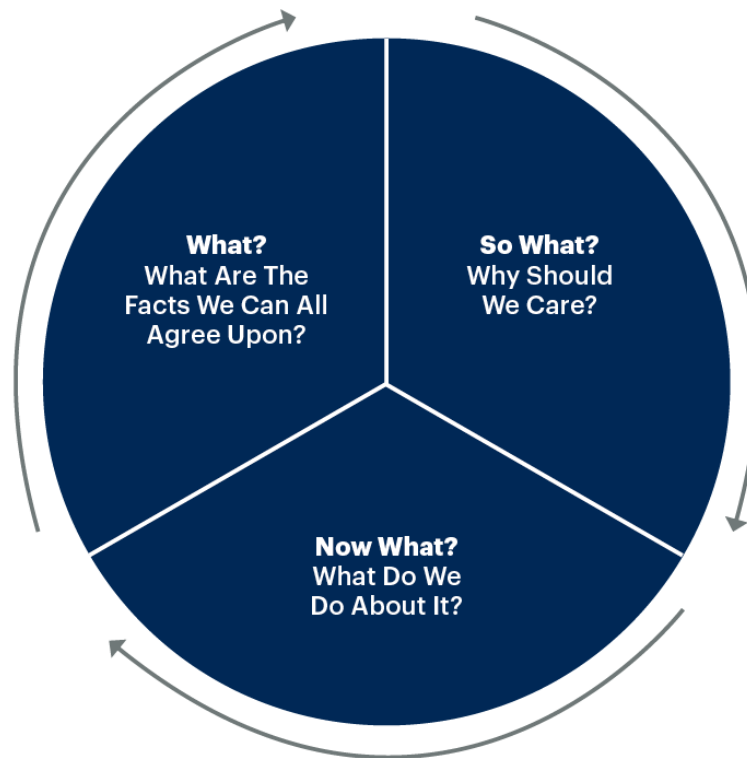 What?
What Are The
Facts We Can All
Agree Upon?
So What?
Why Should
We Care?
Now What?
What Do We
Do About It?